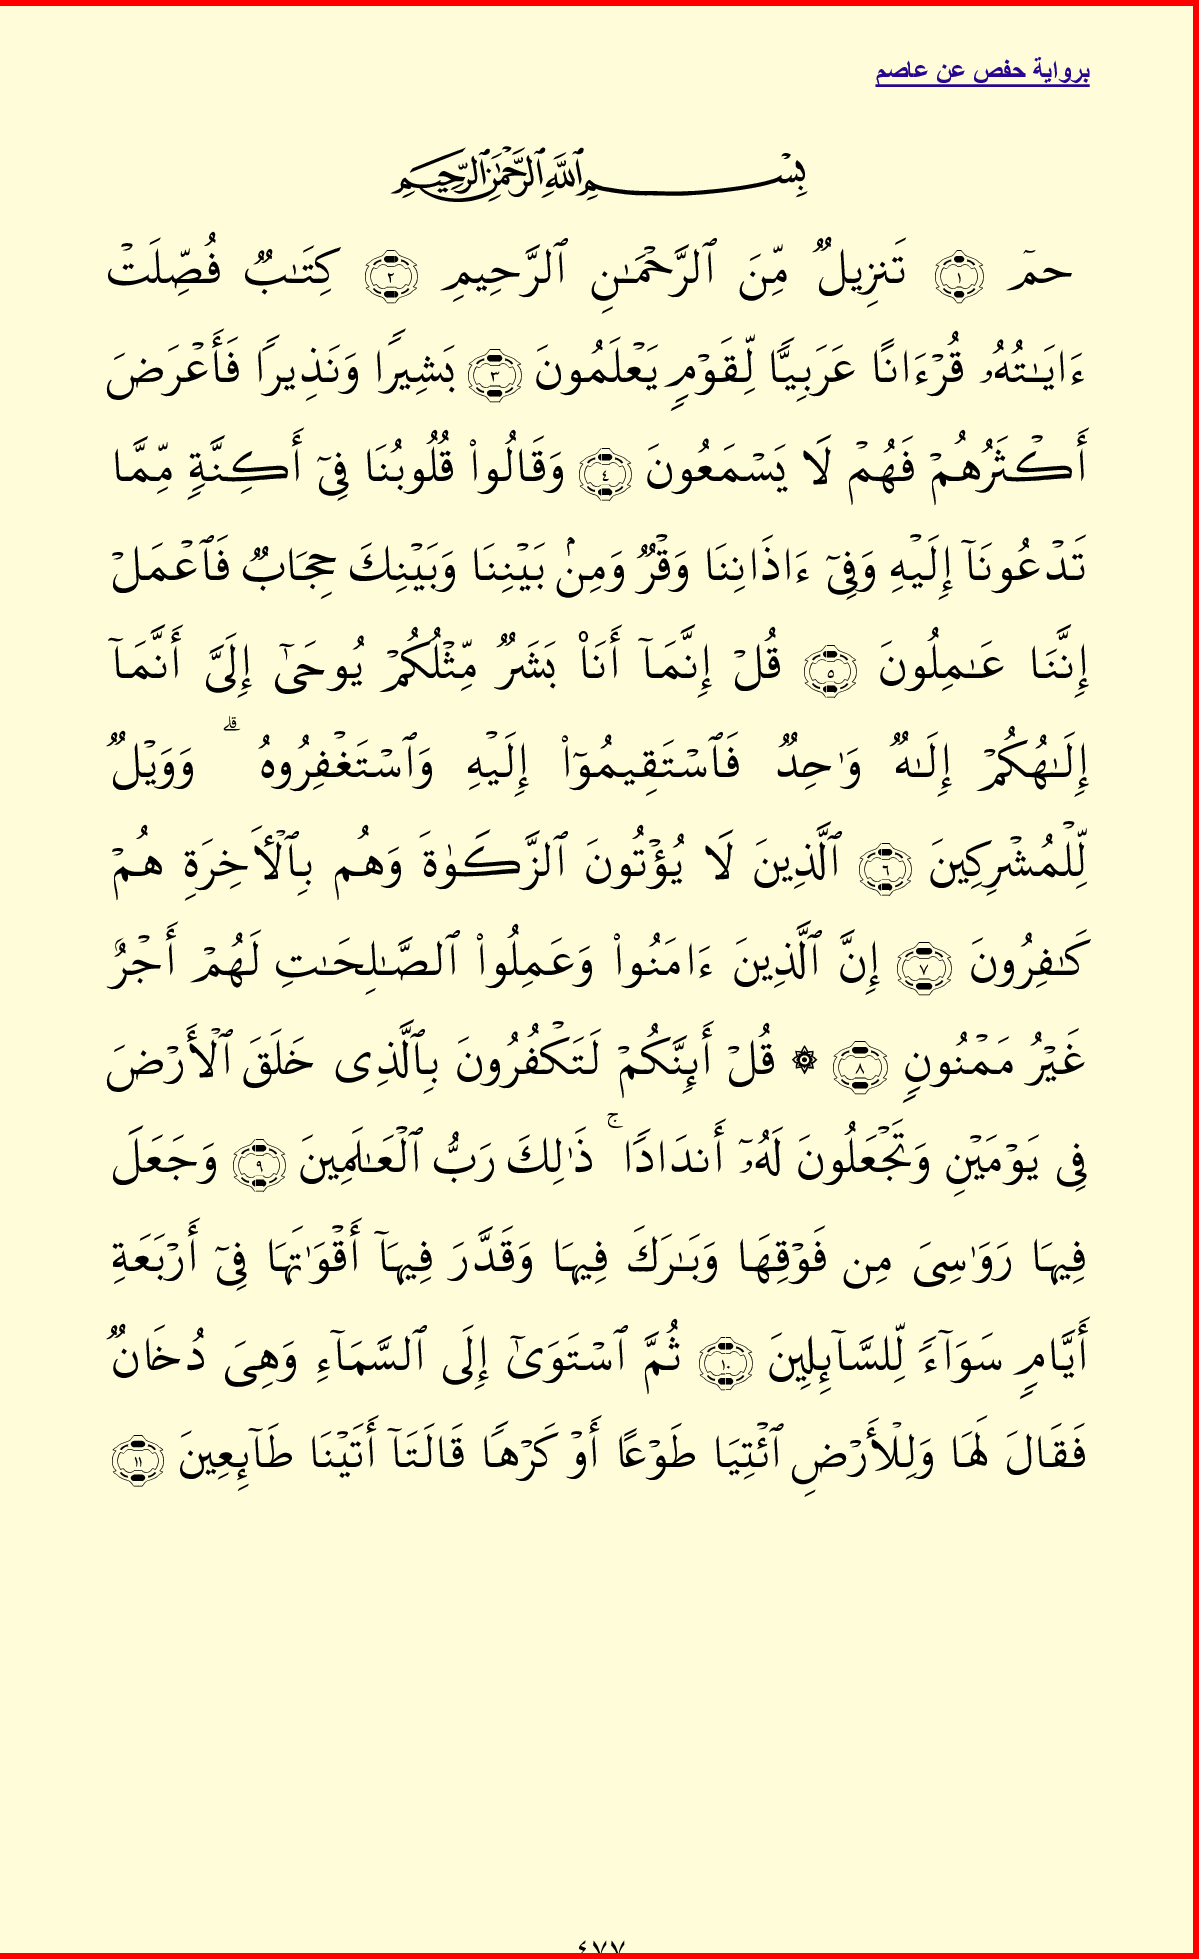 برواية حفص عن عاصم
بِسْمِ ٱللَّهِ ٱلرَّحْمَٰنِ ٱلرَّحِيمِ
حمٓ ١ تَنزِيلٌ مِّنَ ٱلرَّحْمَٰنِ ٱلرَّحِيمِ ٢ كِتَٰبٌ فُصِّلَتْ
ءَايَٰتُهُۥ قُرْءَانًا عَرَبِيًّا لِّقَوْمٍ يَعْلَمُونَ ٣ بَشِيرًا وَنَذِيرًا فَأَعْرَضَ
أَكْثَرُهُمْ فَهُمْ لَا يَسْمَعُونَ ٤ وَقَالُوا۟ قُلُوبُنَا فِىٓ أَكِنَّةٍ مِّمَّا
تَدْعُونَآ إِلَيْهِ وَفِىٓ ءَاذَانِنَا وَقْرٌ وَمِنۢ بَيْنِنَا وَبَيْنِكَ حِجَابٌ فَٱعْمَلْ
إِنَّنَا عَٰمِلُونَ ٥ قُلْ إِنَّمَآ أَنَا۠ بَشَرٌ مِّثْلُكُمْ يُوحَىٰٓ إِلَىَّ أَنَّمَآ
إِلَٰهُكُمْ إِلَٰهٌ وَٰحِدٌ فَٱسْتَقِيمُوٓا۟ إِلَيْهِ وَٱسْتَغْفِرُوهُ ۗ وَوَيْلٌ
لِّلْمُشْرِكِينَ ٦ ٱلَّذِينَ لَا يُؤْتُونَ ٱلزَّكَوٰةَ وَهُم بِٱلْأَخِرَةِ هُمْ
كَٰفِرُونَ ٧ إِنَّ ٱلَّذِينَ ءَامَنُوا۟ وَعَمِلُوا۟ ٱلصَّٰلِحَٰتِ لَهُمْ أَجْرٌ
غَيْرُ مَمْنُونٍ ٨ ۞ قُلْ أَئِنَّكُمْ لَتَكْفُرُونَ بِٱلَّذِى خَلَقَ ٱلْأَرْضَ
فِى يَوْمَيْنِ وَتَجْعَلُونَ لَهُۥٓ أَندَادًا ۚ ذَٰلِكَ رَبُّ ٱلْعَٰلَمِينَ ٩ وَجَعَلَ
فِيهَا رَوَٰسِىَ مِن فَوْقِهَا وَبَٰرَكَ فِيهَا وَقَدَّرَ فِيهَآ أَقْوَٰتَهَا فِىٓ أَرْبَعَةِ
أَيَّامٍ سَوَآءً لِّلسَّآئِلِينَ ١٠ ثُمَّ ٱسْتَوَىٰٓ إِلَى ٱلسَّمَآءِ وَهِىَ دُخَانٌ
فَقَالَ لَهَا وَلِلْأَرْضِ ٱئْتِيَا طَوْعًا أَوْ كَرْهًا قَالَتَآ أَتَيْنَا طَآئِعِينَ ١١
٤٧٧